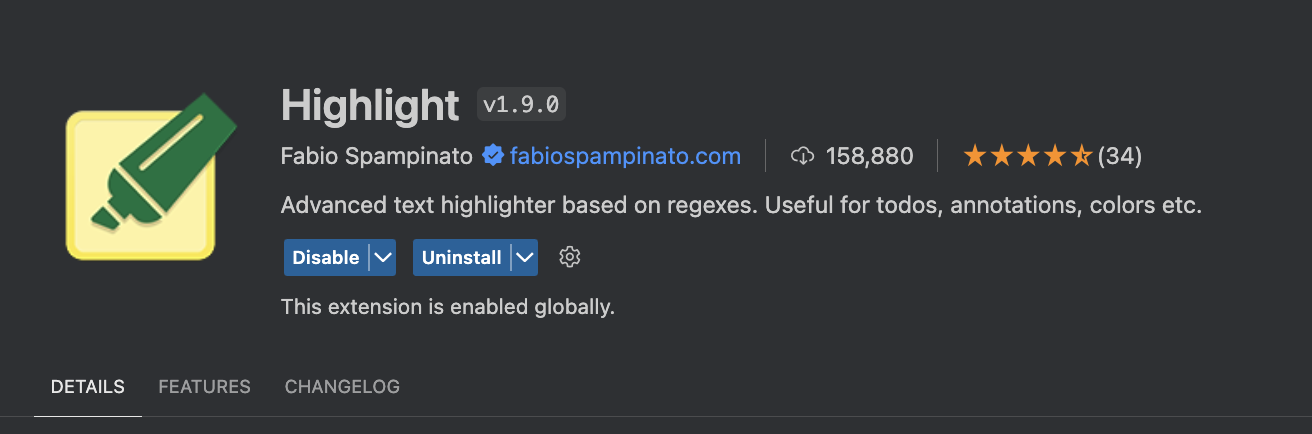 Highlight v1.9.0
Fabio Spampinato fabiospampinato.com 158,880 (34)
Advanced text highlighter based on regexes. Useful for todos, annotations, colors etc.
Disable Uninstall
This extension is enabled globally.
DETAILS FEATURES CHANGELOG